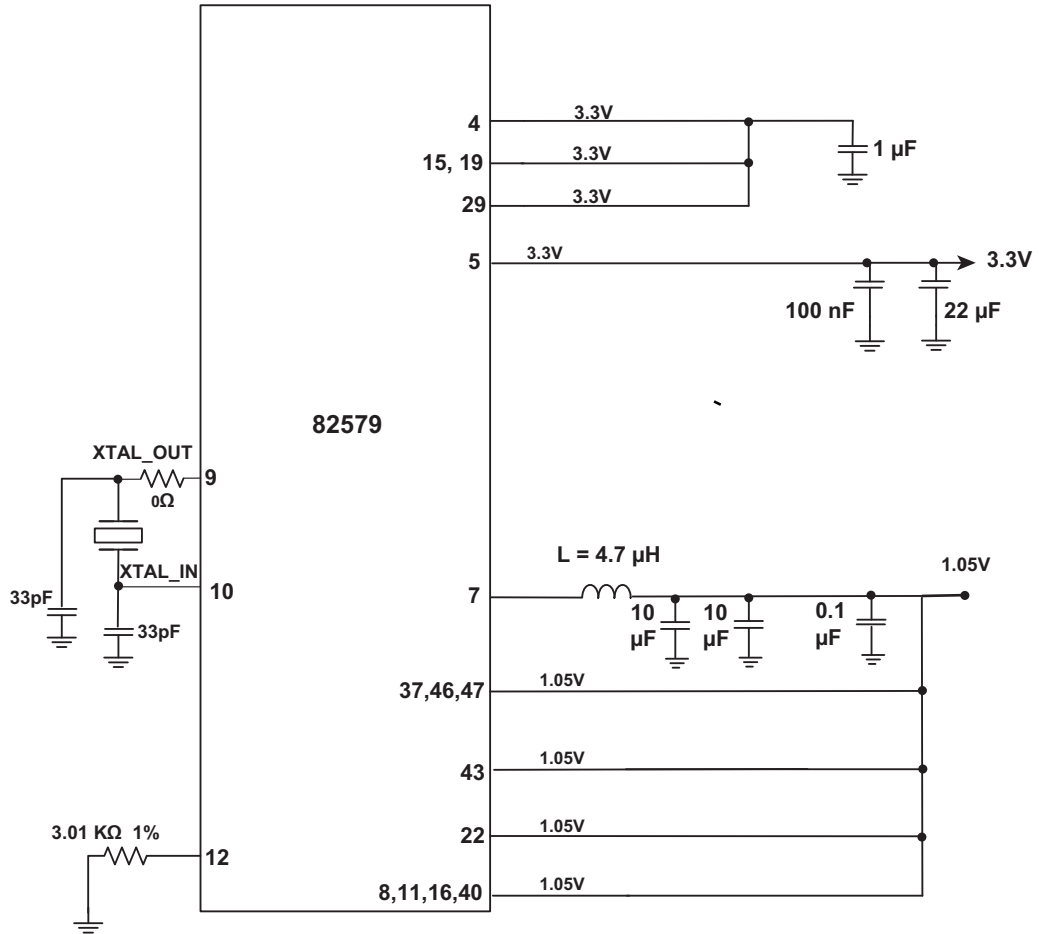 4
3.3V
1 µF
15, 19
3.3V
29
3.3V
5
3.3V
3.3V
100 nF
22 µF
82579
XTAL_OUT
9
0Ω
XTAL_IN
10
33pF
33pF
L = 4.7 µH
1.05V
7
10
µF
10
µF
0.1
µF
37,46,47
1.05V
43
1.05V
22
1.05V
8,11,16,40
1.05V
3.01 KΩ 1%
12